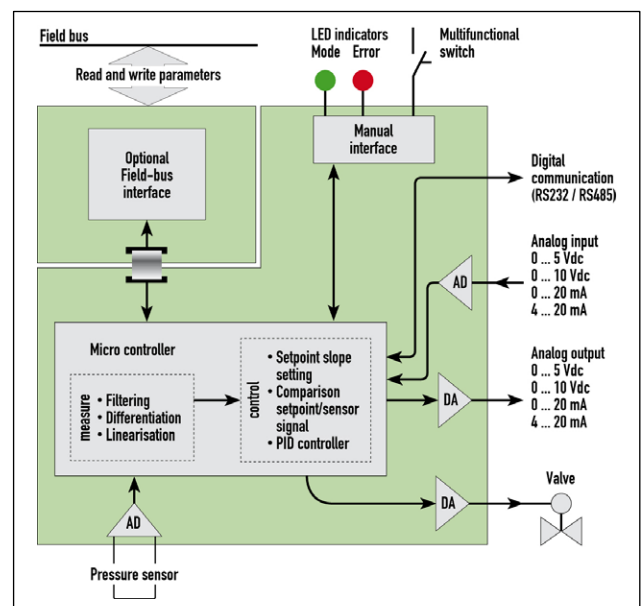 Field bus
Read and write parameters
LED indicators
Mode Error
Multifunctional
switch
Manual
interface
Optional
Field-bus
interface
Digital
communication
(RS232 / RS485)
Analog input
0 ... 5 Vdc
0 ... 10 Vdc
0 ... 20 mA
4 ... 20 mA
AD
Micro controller
measure
• Filtering
• Differentiation
• Linearisation
control
• Setpoint slope
setting
• Comparison
setpoint/sensor
signal
• PID controller
Analog output
0 ... 5 Vdc
0 ... 10 Vdc
0 ... 20 mA
4 ... 20 mA
DA
DA
Valve
AD
Pressure sensor